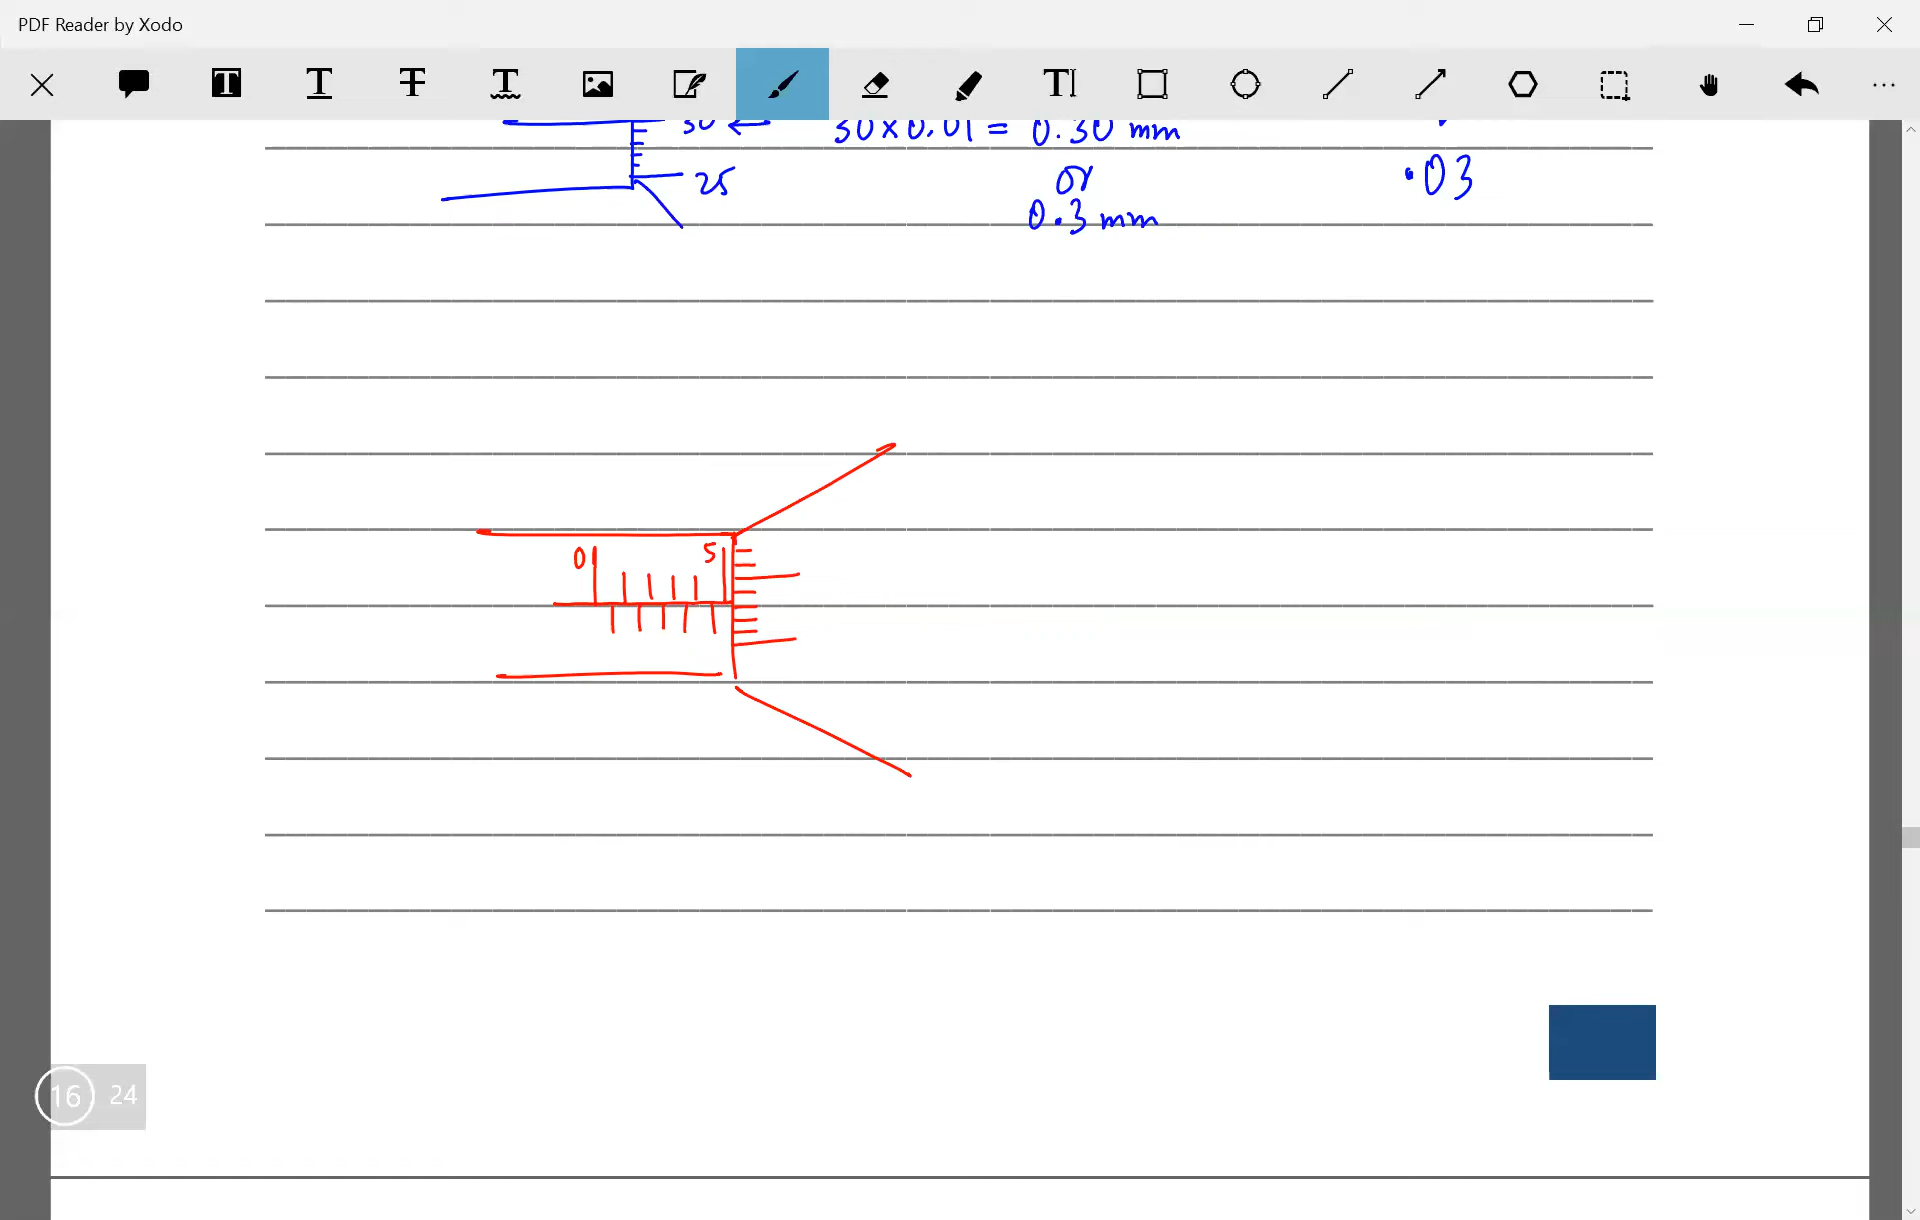 PDF Reader by Xodo
30 ← 30 x 0.01 = 0.30 mm
25 or .03
0.3 mm
0 5
16 24